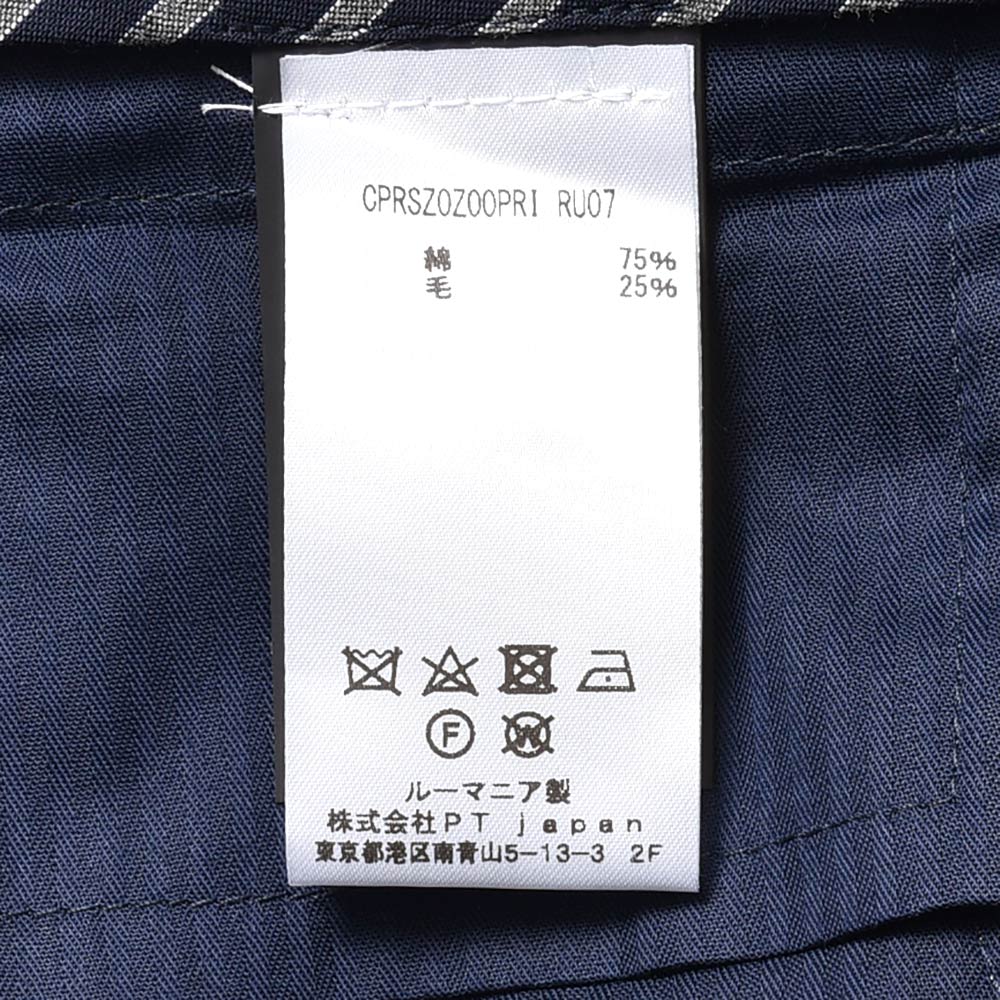 CPRSZ0Z00PRI RU07
綿 75%
毛 25%
F W
ルーマニア製
株式会社PT japan
東京都港区南青山5-13-3 2F